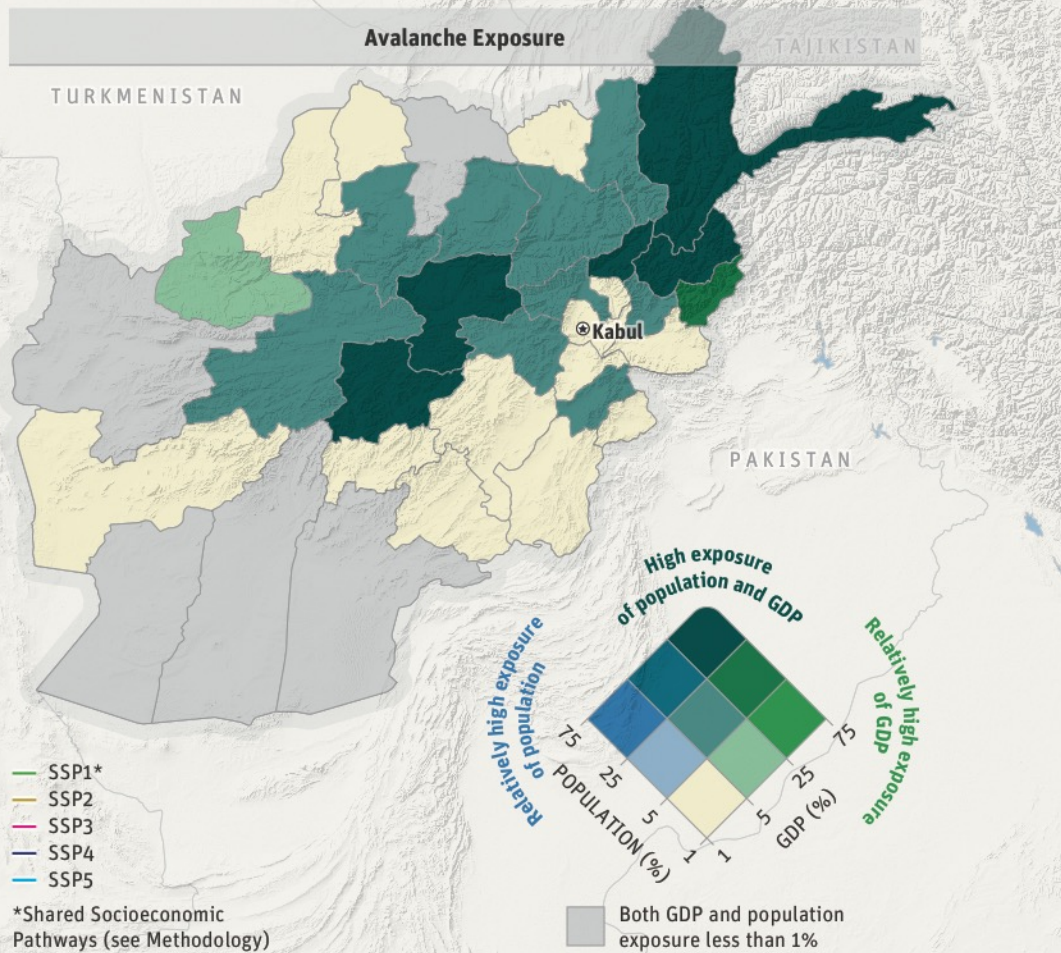 Avalanche Exposure
TAJIKISTAN
TURKMENISTAN
Kabul
PAKISTAN
High exposure
of population and GDP
Relatively high exposure
of population
Relatively high exposure
of GDP
75
25
5
1
POPULATION (%)
75
25
5
1
GDP (%)
SSP1*
SSP2
SSP3
SSP4
SSP5
*Shared Socioeconomic
Pathways (see Methodology)
Both GDP and population
exposure less than 1%